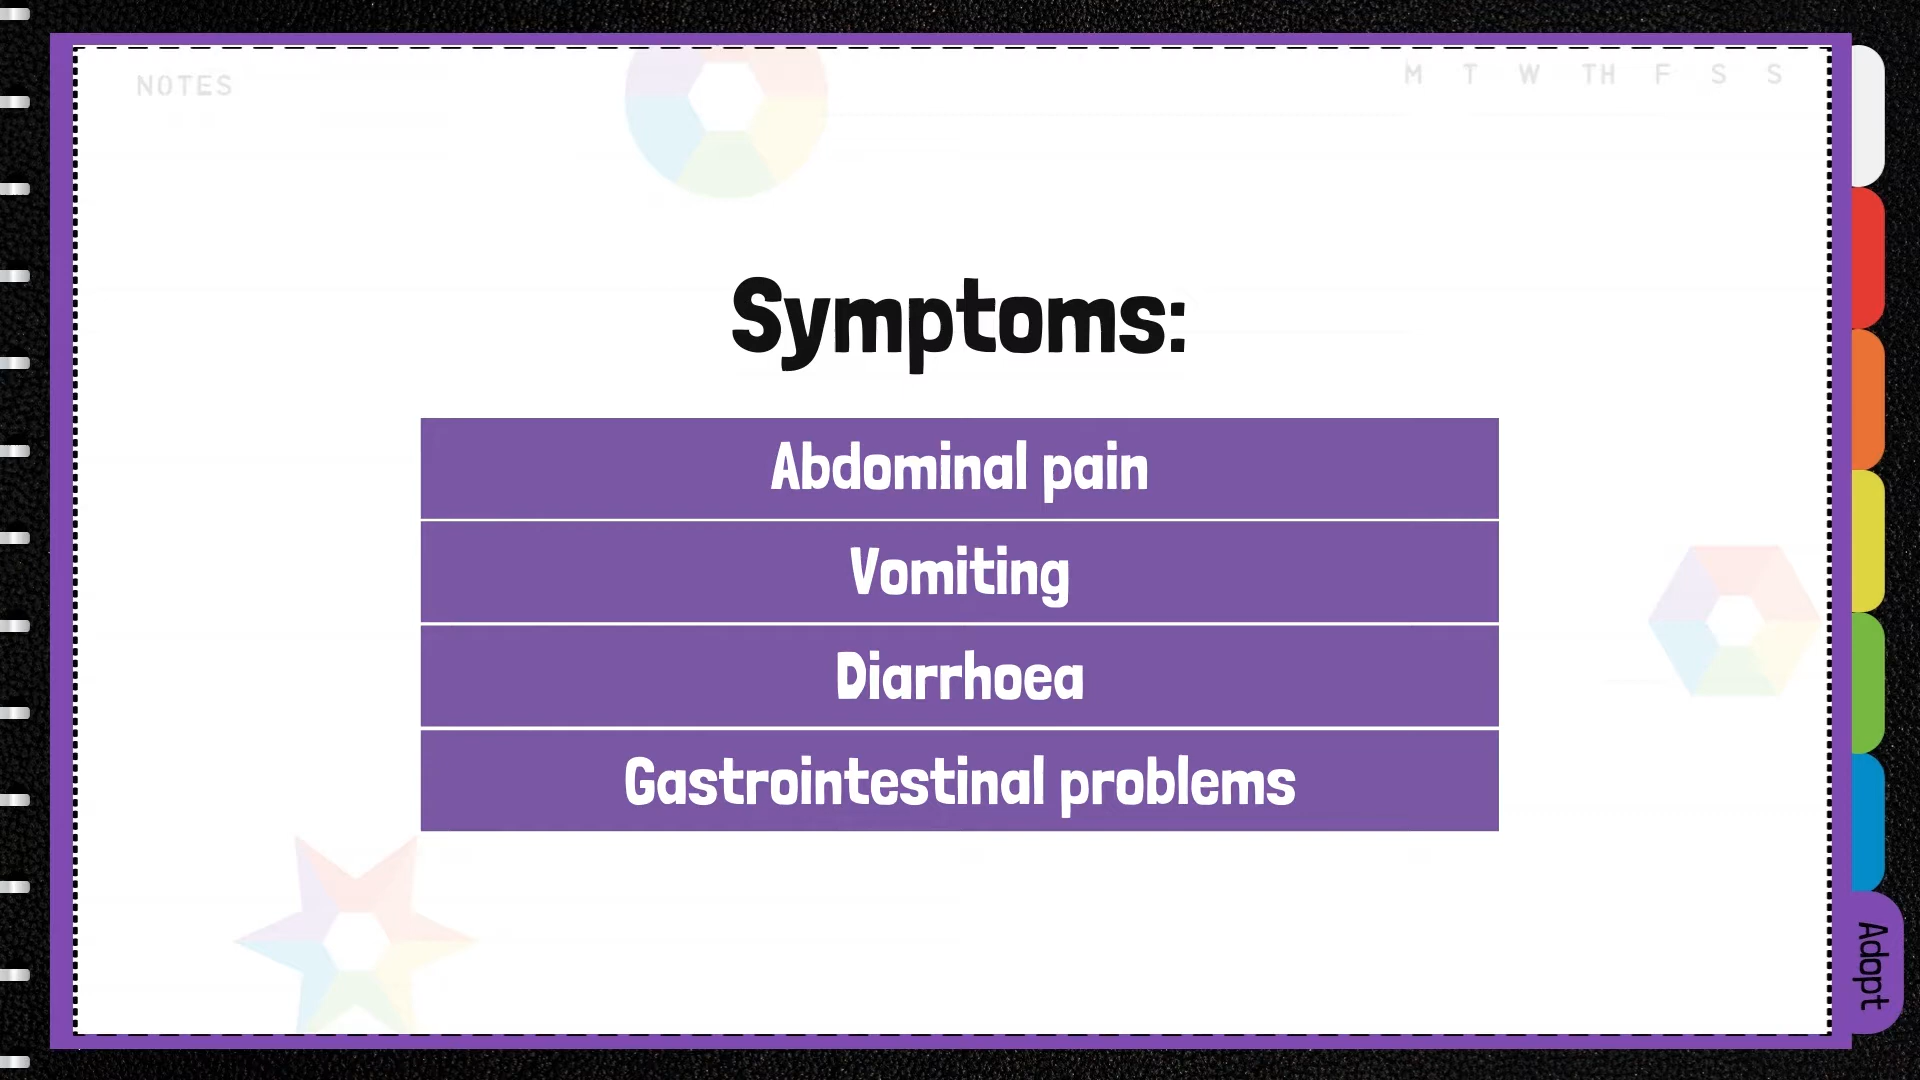 NOTES
M T W TH F S S
Symptoms:
Abdominal pain
Vomiting
Diarrhoea
Gastrointestinal problems
Adopt